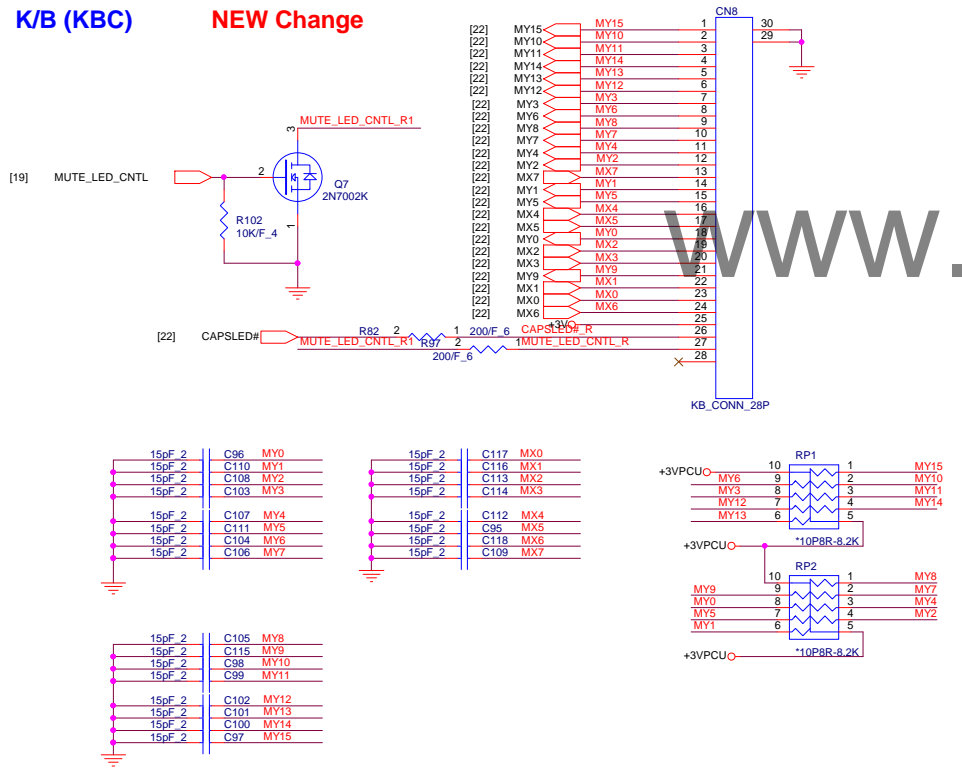 K/B (KBC) NEW Change
CN8
[22] MY15 MY15 1 30
[22] MY10 MY10 2 29
[22] MY11 MY11 3
[22] MY14 MY14 4
[22] MY13 MY13 5
[22] MY12 MY12 6
[22] MY3 MY3 7
[22] MY6 MY6 8
[22] MY8 MY8 9
[22] MY7 MY7 10
[22] MY4 MY4 11
[22] MY2 MY2 12
[22] MX7 MX7 13
[22] MY1 MY1 14
[22] MY5 MY5 15
[22] MX4 MX4 16
[22] MX5 MX5 17
[22] MY0 MY0 18
[22] MX2 MX2 19
[22] MX3 MX3 20
[22] MY9 MY9 21
[22] MX1 MX1 22
[22] MX0 MX0 23
[22] MX6 MX6 24
+3VO 25
26
27
28
KB_CONN_28P
www.
MUTE_LED_CNTL_R1
3
[19] MUTE_LED_CNTL 2
Q7
2N7002K
R102
10K/F_4
1
[22] CAPSLED# R82 2 1 200/F_6 CAPSLED#_R
MUTE_LED_CNTL_R1 R97 2 1 MUTE_LED_CNTL_R
200/F_6
15pF_2 C96 MY0
15pF_2 C110 MY1
15pF_2 C108 MY2
15pF_2 C103 MY3
15pF_2 C107 MY4
15pF_2 C111 MY5
15pF_2 C104 MY6
15pF_2 C106 MY7
15pF_2 C117 MX0
15pF_2 C116 MX1
15pF_2 C113 MX2
15pF_2 C114 MX3
15pF_2 C112 MX4
15pF_2 C95 MX5
15pF_2 C118 MX6
15pF_2 C109 MX7
RP1
+3VPCU 10 1 MY15
MY6 9 2 MY10
MY3 8 3 MY11
MY12 7 4 MY14
MY13 6 5
*10P8R-8.2K
+3VPCU
RP2
10 1 MY8
MY9 9 2 MY7
MY0 8 3 MY4
MY5 7 4 MY2
MY1 6 5
*10P8R-8.2K
+3VPCU
15pF_2 C105 MY8
15pF_2 C115 MY9
15pF_2 C98 MY10
15pF_2 C99 MY11
15pF_2 C102 MY12
15pF_2 C101 MY13
15pF_2 C100 MY14
15pF_2 C97 MY15